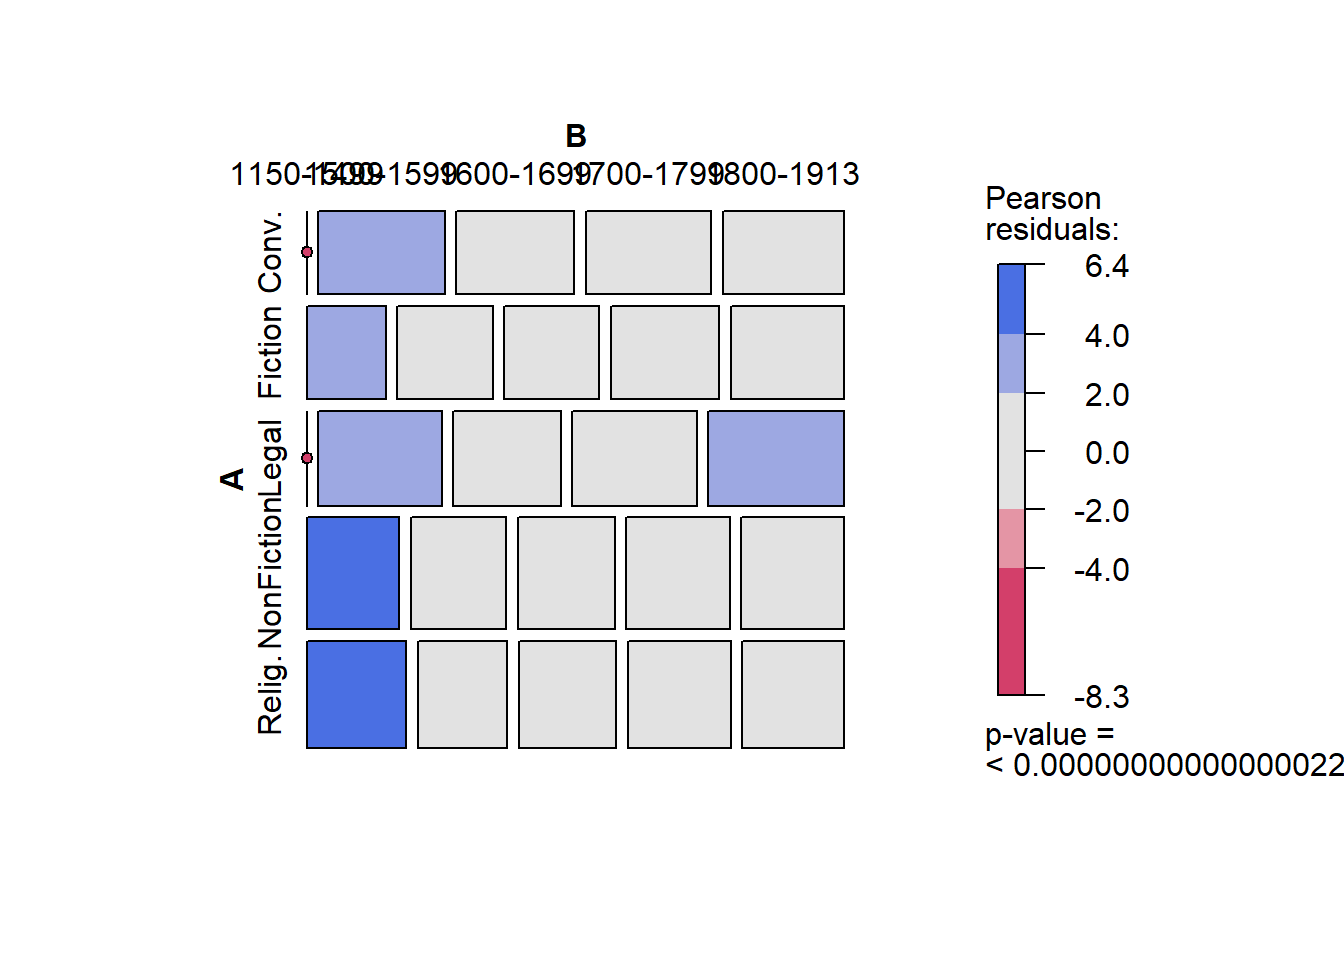 B
1150-1499 1500-1599 1600-1699 1700-1799 1800-1913
A
Conv.
Fiction
Legal
NonFiction
Relig.
Pearson
residuals:
6.4
4.0
2.0
0.0
-2.0
-4.0
-8.3
p-value =
< 0.00000000000000022